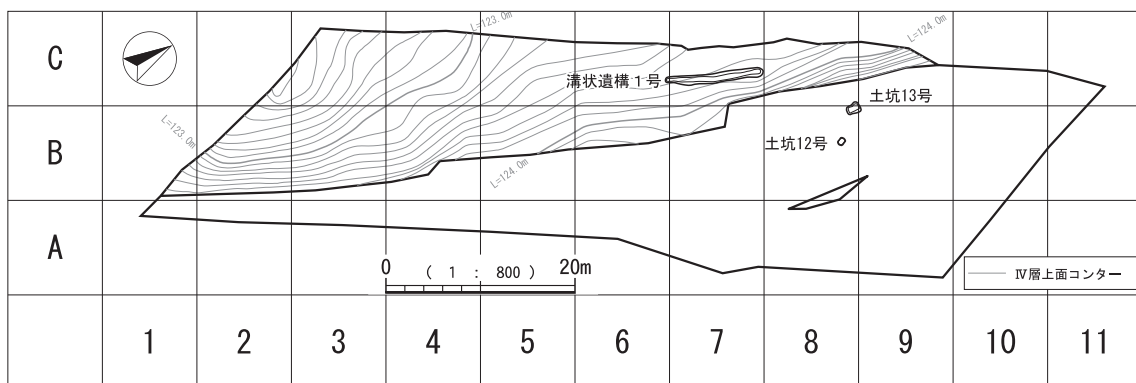 C
B
A
1 2 3 4 5 6 7 8 9 10 11
L=123.0m
L=124.0m
溝状遺構1号
土坑13号
L=123.0m
土坑12号
L=124.0m
0 ( 1 : 800 ) 20m
Ⅳ層上面コンター